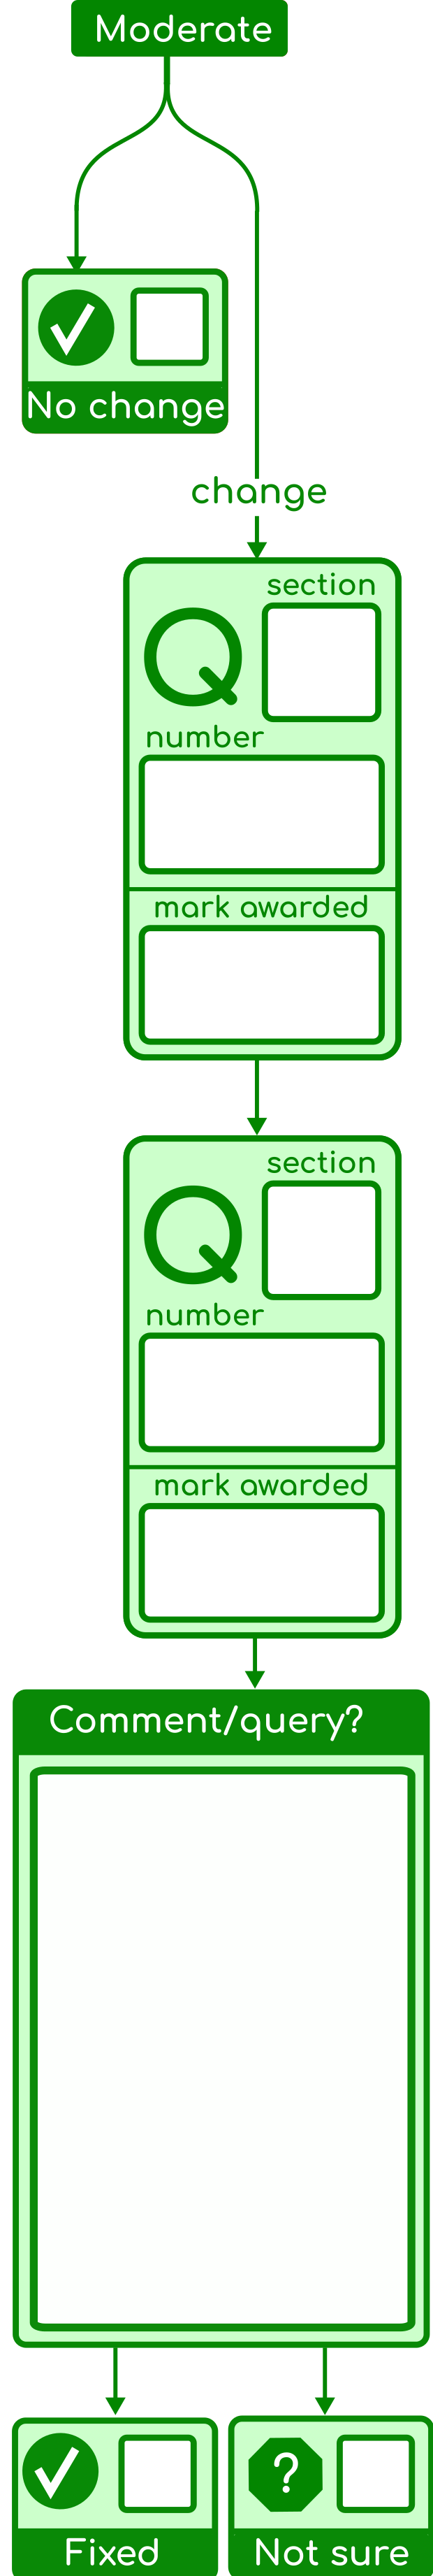 Moderate
No change
change
section
Q
number
mark awarded
section
Q
number
mark awarded
Comment/query?
?
Fixed
Not sure